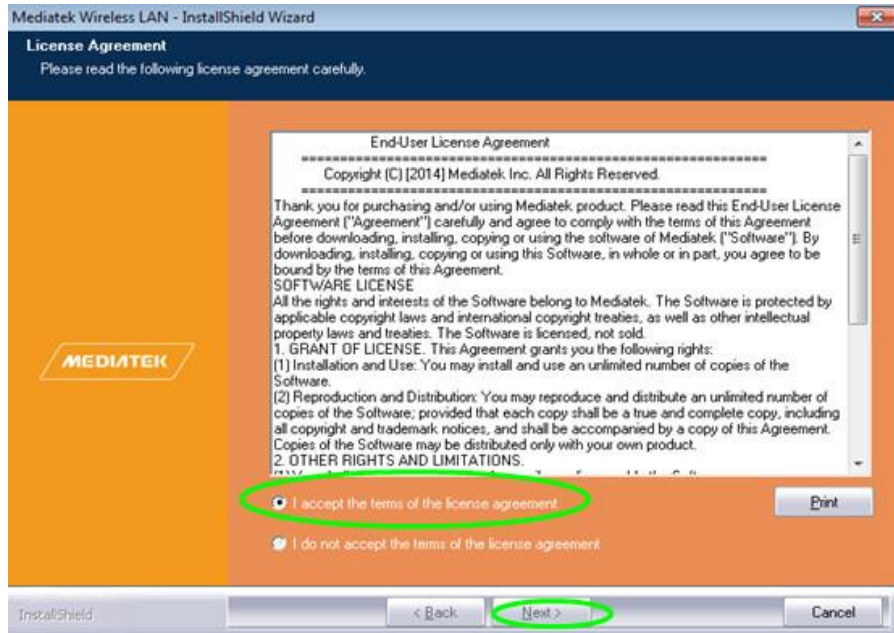 Mediatek Wireless LAN - InstallShield Wizard
License Agreement
Please read the following license agreement carefully.
End-User License Agreement
==============================================================
Copyright (C) [2014] Mediatek Inc. All Rights Reserved.
==============================================================
Thank you for purchasing and/or using Mediatek product. Please read this End-User License
Agreement ("Agreement") carefully and agree to comply with the terms of this Agreement
before downloading, installing, copying or using the software of Mediatek ("Software"). By
downloading, installing, copying or using this Software, in whole or in part, you agree to be
bound by the terms of this Agreement.
SOFTWARE LICENSE
All the rights and interests of the Software belong to Mediatek. The Software is protected by
applicable copyright laws and international copyright treaties, as well as other intellectual
property laws and treaties. The Software is licensed, not sold.
1. GRANT OF LICENSE. This Agreement grants you the following rights:
(1) Installation and Use: You may install and use an unlimited number of copies of the
Software.
(2) Reproduction and Distribution: You may reproduce and distribute an unlimited number of
copies of the Software; provided that each copy shall be a true and complete copy, including
all copyright and trademark notices, and shall be accompanied by a copy of this Agreement.
Copies of the Software may be distributed only with your own product.
2. OTHER RIGHTS AND LIMITATIONS.
MEDIATEK
I accept the terms of the license agreement
Print
I do not accept the terms of the license agreement
InstallShield
< Back
Next >
Cancel